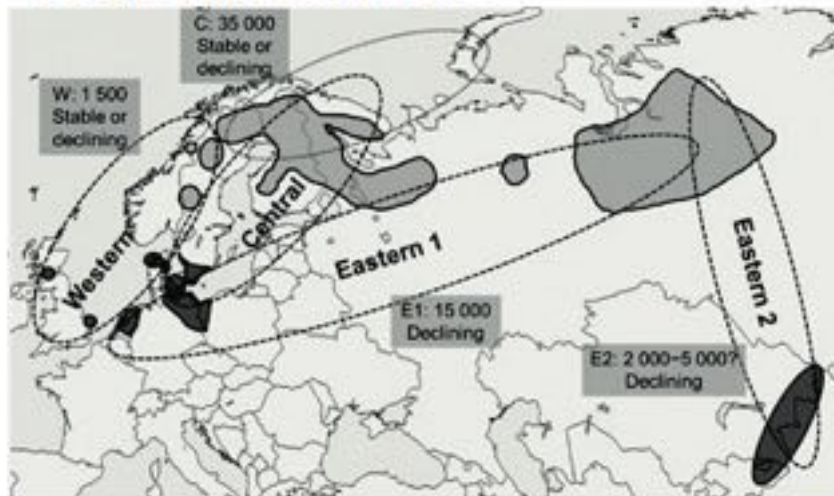 C: 35 000
Stable or
declining
W: 1 500
Stable or
declining
Western
Central
Eastern 1
Eastern 2
E1: 15 000
Declining
E2: 2 000–5 000?
Declining